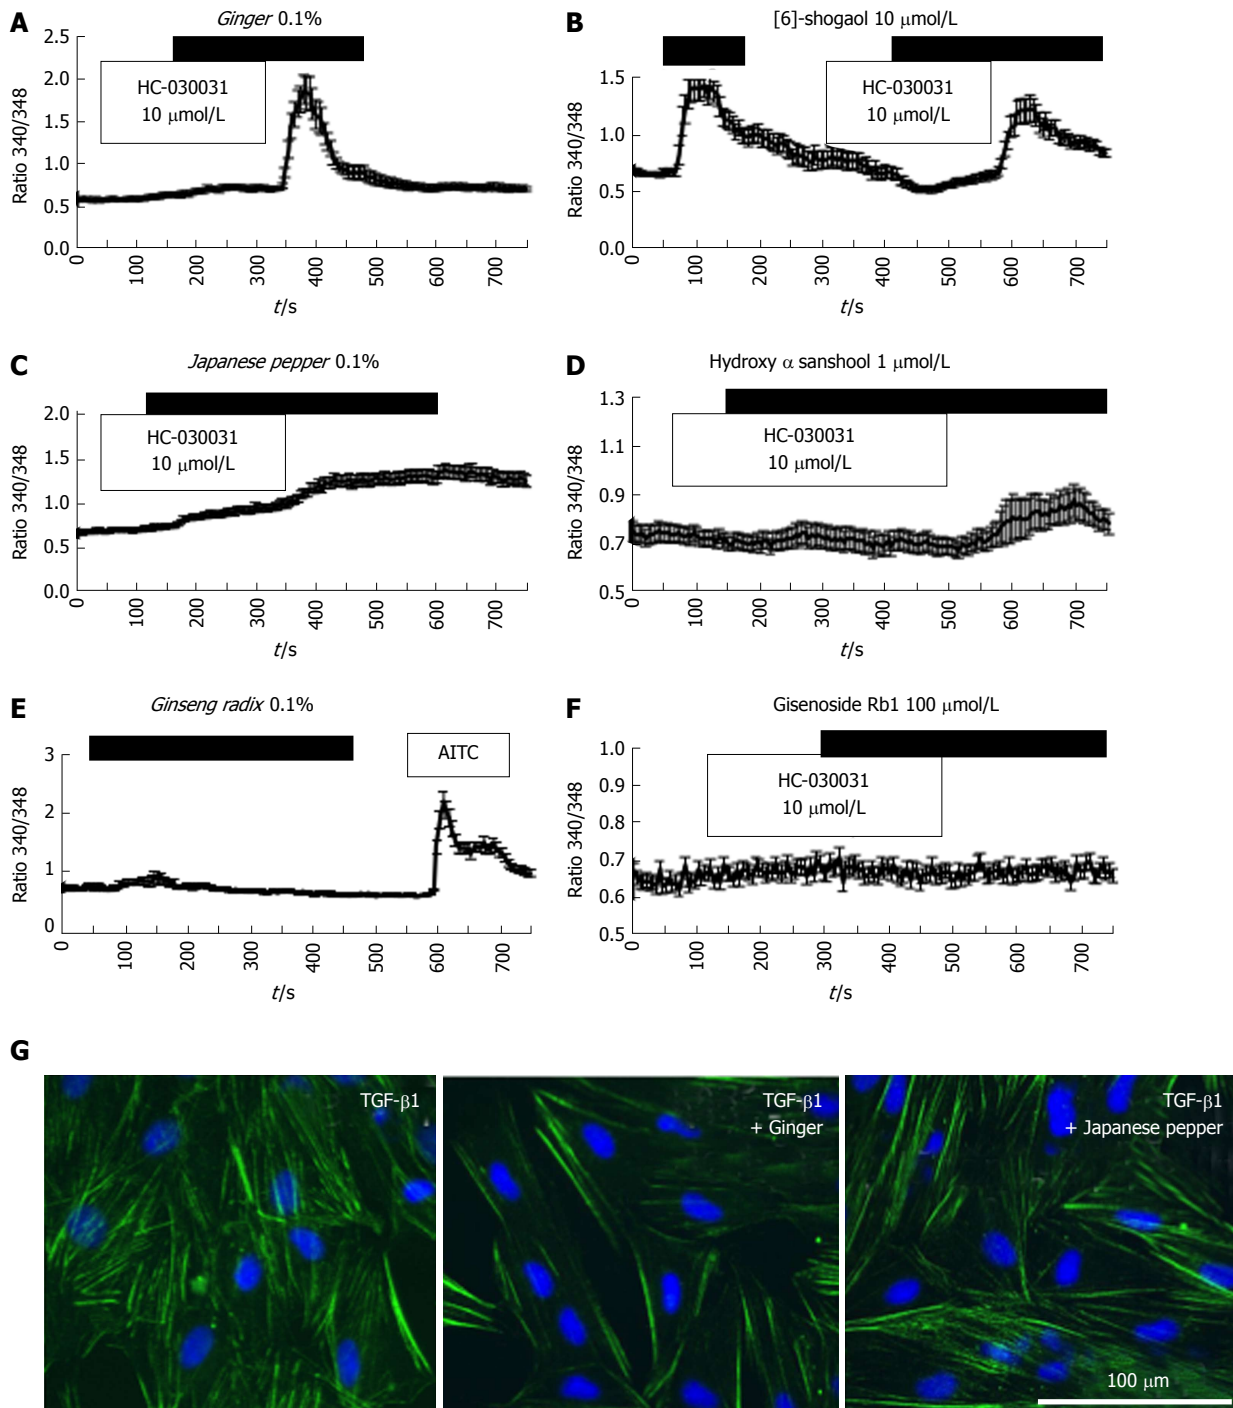 A
Ginger 0.1%
Ratio 340/348
2.5
2.0
1.5
1.0
0.5
0.0
HC-030031
10 μmol/L
0
100
200
300
400
500
600
700
t/s
B
[6]-shogaol 10 μmol/L
Ratio 340/348
1.5
1.0
0.5
0.0
HC-030031
10 μmol/L
0
100
200
300
400
500
600
700
t/s
C
Japanese pepper 0.1%
Ratio 340/348
2.0
1.5
1.0
0.5
0.0
HC-030031
10 μmol/L
0
100
200
300
400
500
600
700
t/s
D
Hydroxy α sanshool 1 μmol/L
Ratio 340/348
1.3
1.1
0.9
0.7
0.5
HC-030031
10 μmol/L
0
100
200
300
400
500
600
700
t/s
E
Ginseng radix 0.1%
Ratio 340/348
3
2
1
0
AITC
0
100
200
300
400
500
600
700
t/s
F
Gisenoside Rb1 100 μmol/L
Ratio 340/348
1.0
0.9
0.8
0.7
0.6
0.5
HC-030031
10 μmol/L
0
100
200
300
400
500
600
700
t/s
G
TGF-β1
TGF-β1
+ Ginger
TGF-β1
+ Japanese pepper
100 μm